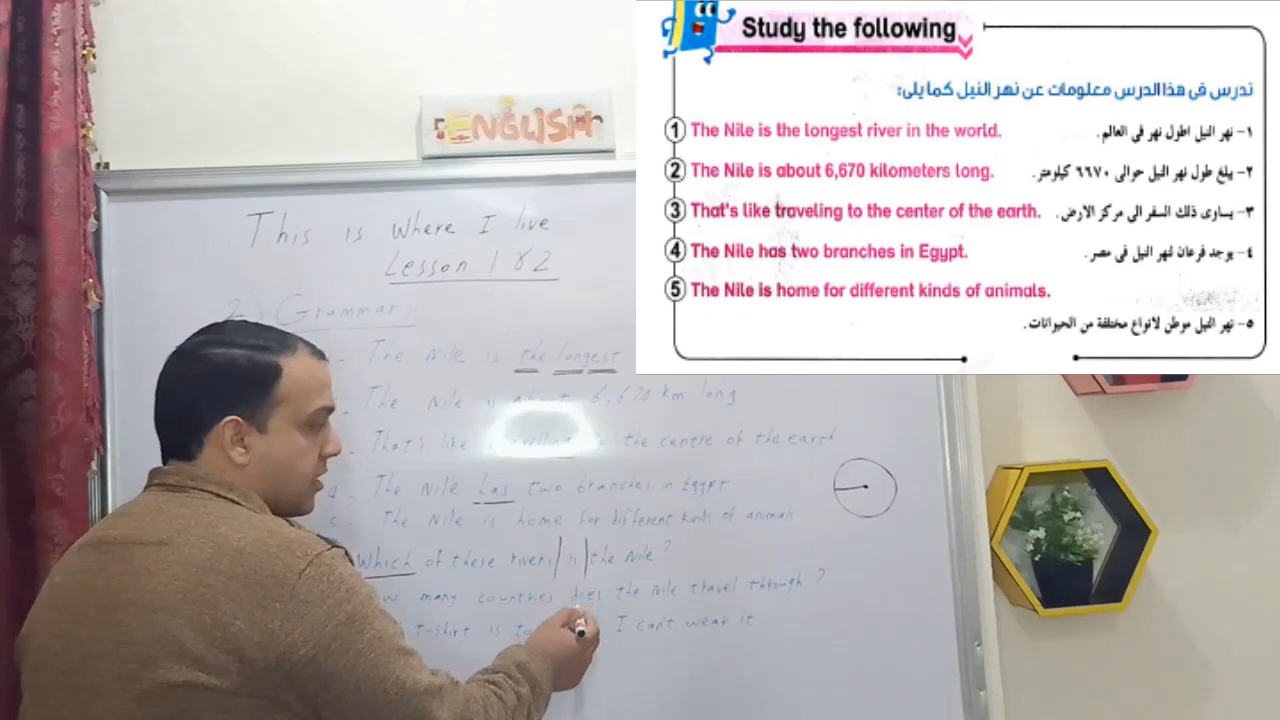 Study the following
تدرس في هذا الدرس معلومات عن نهر النيل كما يلي:
1 The Nile is the longest river in the world.
١- نهر النيل اطول نهر فى العالم.
2 The Nile is about 6,670 kilometers long.
٢- يبلغ طول نهر النيل حوالى ٦٦٧٠ كيلومتر.
3 That's like traveling to the center of the earth.
٣- يساوى ذلك السفر الى مركز الارض.
4 The Nile has two branches in Egypt.
٤- يوجد فرعان لنهر النيل فى مصر.
5 The Nile is home for different kinds of animals.
٥- نهر النيل موطن لانواع مختلفة من الحيوانات.
ENGLISH
This is where I live
Lesson 1 & 2
2) Grammar:
- The Nile is the longest
- The Nile is about 6,670 km long
- That's like travelling to the centre of the earth
4- The Nile has two branches in Egypt
5- The Nile is home for different kinds of animals
Which of these rivers is the Nile?
many countries does the Nile travel through?
t-shirt is I can't wear it